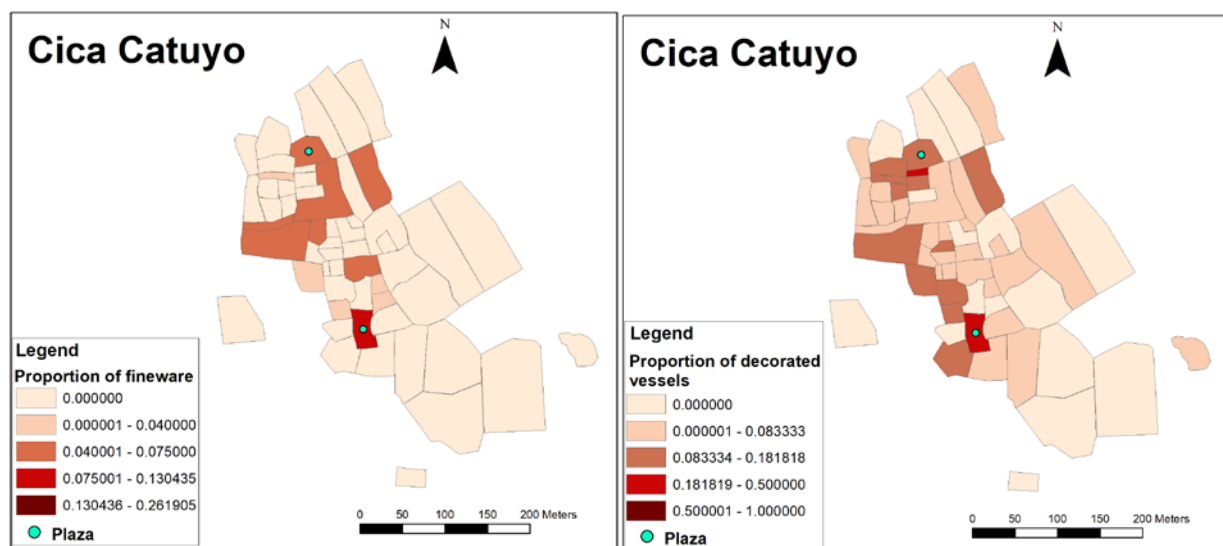 Cica Catuyo
N
Legend
Proportion of fineware
0.000000
0.000001 - 0.040000
0.040001 - 0.075000
0.075001 - 0.130435
0.130436 - 0.261905
Plaza
0 50 100 150 200 Meters
Cica Catuyo
N
Legend
Proportion of decorated
vessels
0.000000
0.000001 - 0.083333
0.083334 - 0.181818
0.181819 - 0.500000
0.500001 - 1.000000
Plaza
0 50 100 150 200 Meters